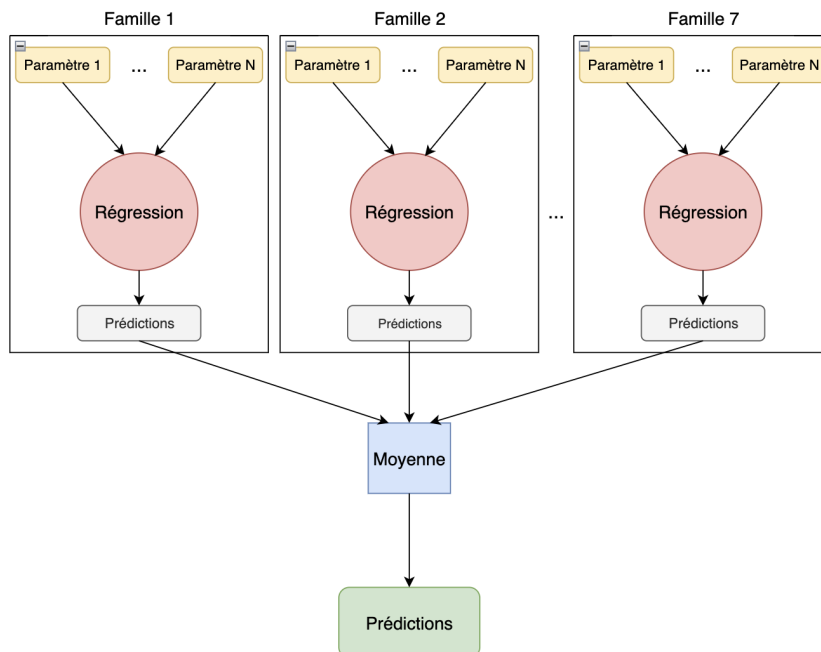 Famille 1
Famille 2
Famille 7
Paramètre 1 ... Paramètre N
Paramètre 1 ... Paramètre N
Paramètre 1 ... Paramètre N
Régression
Régression
...
Régression
Prédictions
Prédictions
Prédictions
Moyenne
Prédictions